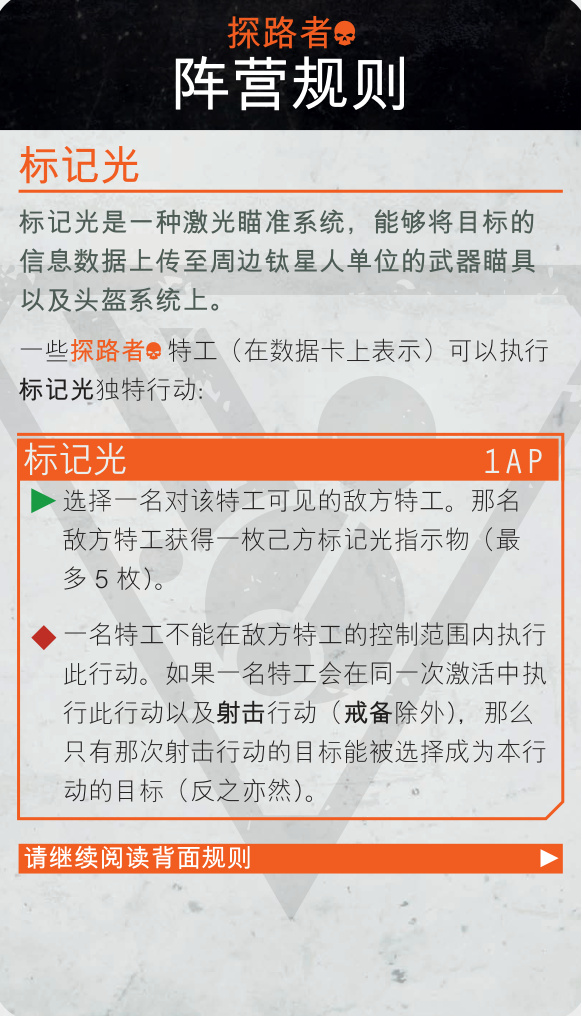 探路者
阵营规则
标记光
标记光是一种激光瞄准系统，能够将目标的
信息数据上传至周边钛星人单位的武器瞄具
以及头盔系统上。
一些探路者特工（在数据卡上表示）可以执行
标记光独特行动:
标记光 1AP
选择一名对该特工可见的敌方特工。那名
敌方特工获得一枚己方标记光指示物（最
多 5 枚）。
一名特工不能在敌方特工的控制范围内执行
此行动。如果一名特工会在同一次激活中执
行此行动以及射击行动（戒备除外），那么
只有那次射击行动的目标能被选择成为本行
动的目标（反之亦然）。
请继续阅读背面规则